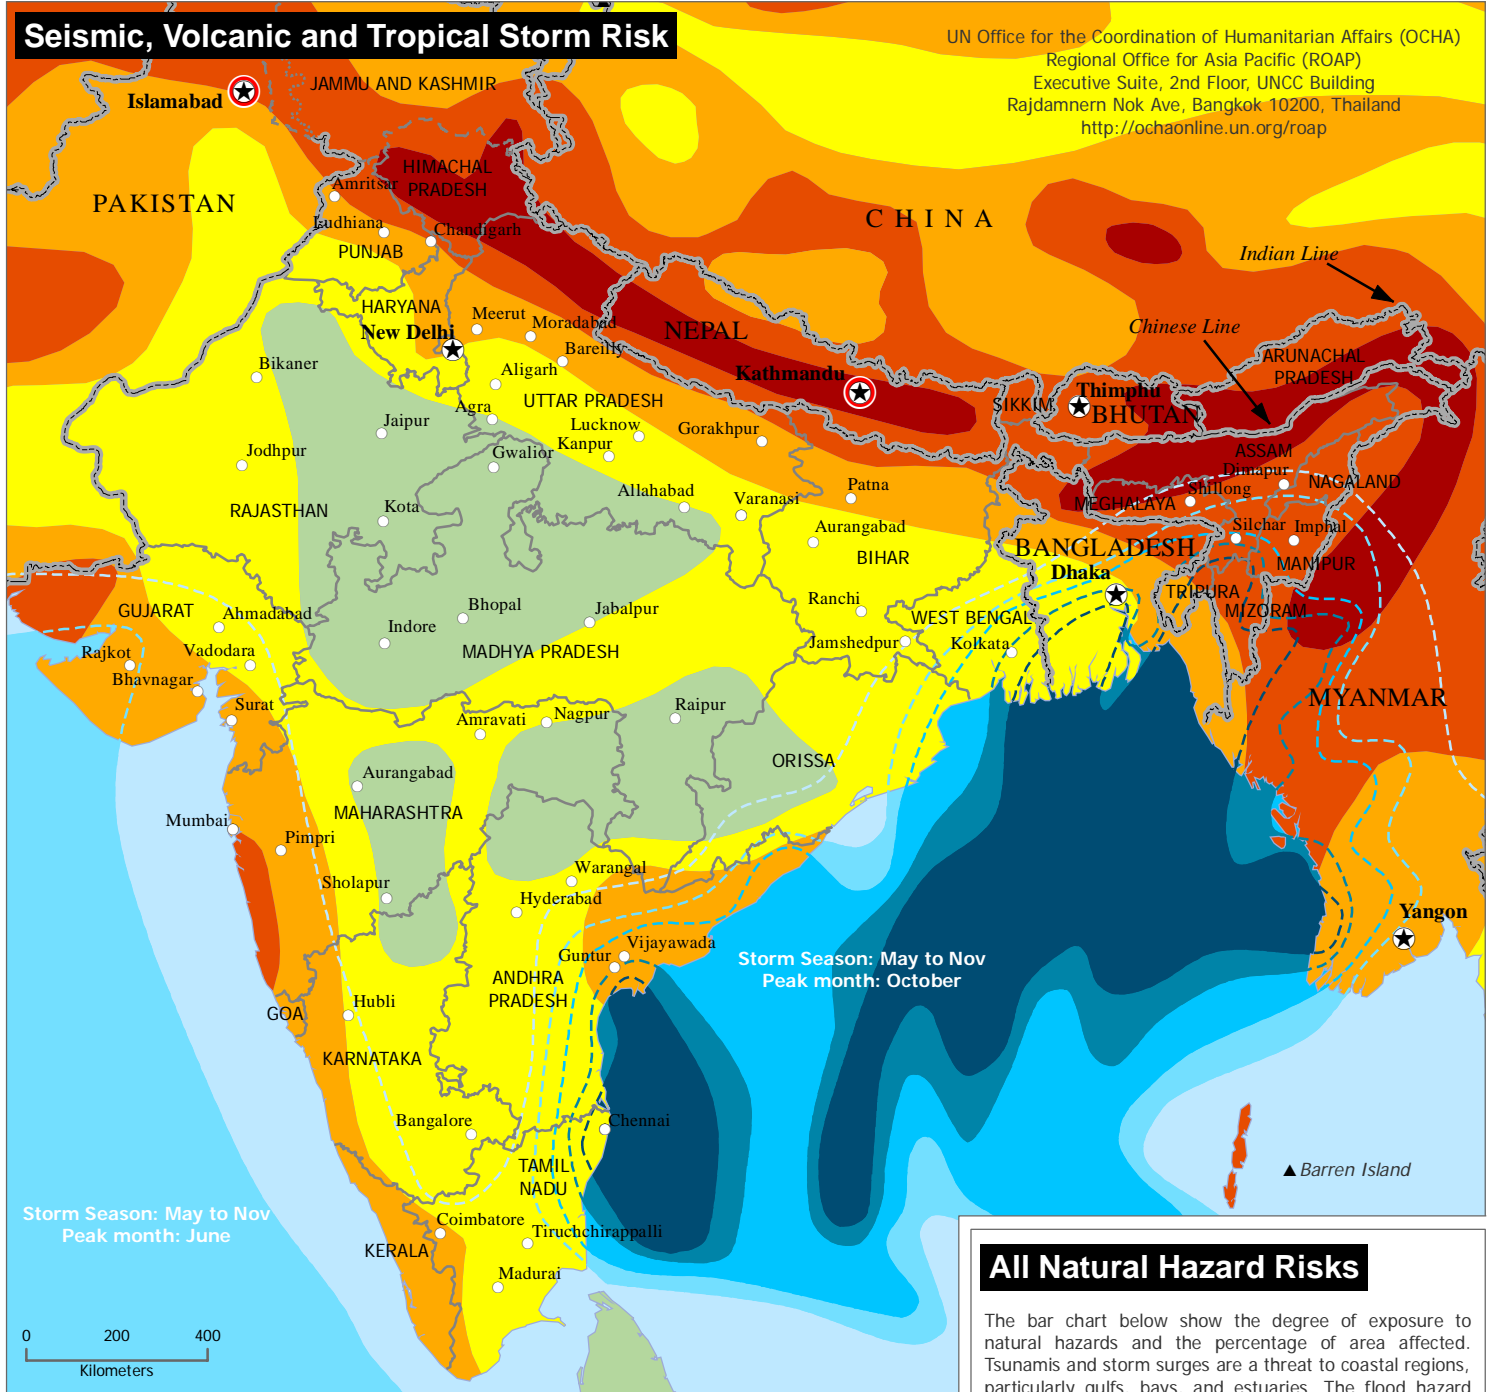 Seismic, Volcanic and Tropical Storm Risk
UN Office for the Coordination of Humanitarian Affairs (OCHA)
Regional Office for Asia Pacific (ROAP)
Executive Suite, 2nd Floor, UNCC Building
Rajdamnern Nok Ave, Bangkok 10200, Thailand
http://ochaonline.un.org/roap
JAMMU AND KASHMIR
Islamabad
HIMACHAL
PRADESH
Amritsar
PAKISTAN
CHINA
Ludhiana
Chandigarh
PUNJAB
Indian Line
HARYANA
Meerut
Moradabad
New Delhi
NEPAL
Chinese Line
Bareilly
ARUNACHAL
PRADESH
Bikaner
Aligarh
Kathmandu
Thimphu
UTTAR PRADESH
SIKKIM
BHUTAN
Agra
Jaipur
Lucknow
Gorakhpur
Kanpur
Jodhpur
Gwalior
ASSAM
Dimapur
Allahabad
Varanasi
Patna
Shillong
NAGALAND
RAJASTHAN
Kota
MEGHALAYA
Aurangabad
Silchar
Imphal
BIHAR
BANGLADESH
MANIPUR
Dhaka
GUJARAT
Ahmadabad
Bhopal
Jabalpur
Ranchi
TRIPURA
MIZORAM
Indore
WEST BENGAL
Rajkot
Vadodara
MADHYA PRADESH
Jamshedpur
Kolkata
Bhavnagar
Surat
Amravati
Nagpur
Raipur
MYANMAR
ORISSA
Aurangabad
MAHARASHTRA
Mumbai
Pimpri
Sholapur
Warangal
Hyderabad
Yangon
Vijayawada
Guntur
Storm Season: May to Nov
Peak month: October
ANDHRA
PRADESH
GOA
Hubli
KARNATAKA
Bangalore
Chennai
TAMIL
NADU
Barren Island
Storm Season: May to Nov
Peak month: June
Coimbatore
Tiruchchirappalli
KERALA
Madurai
All Natural Hazard Risks
The bar chart below show the degree of exposure to
natural hazards and the percentage of area affected.
Tsunamis and storm surges are a threat to coastal regions,
particularly gulfs, bays, and estuaries. The flood hazard
0 200 400
Kilometers